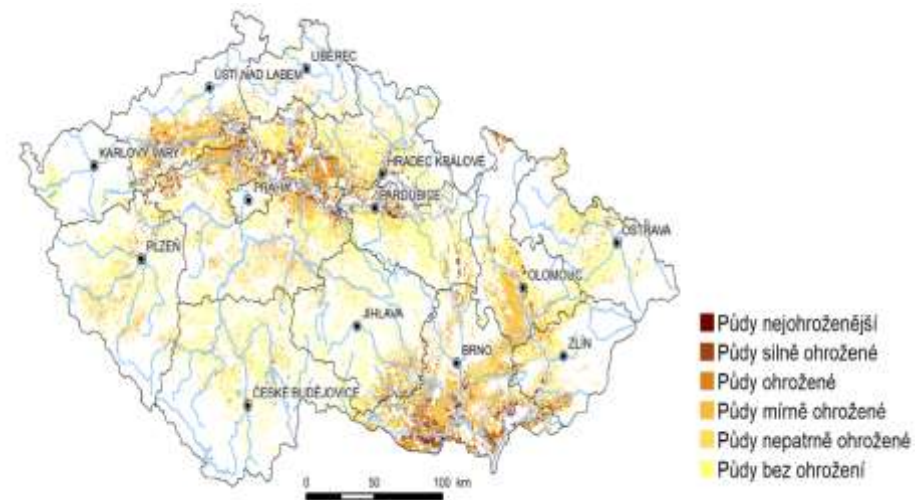 LIBEREC
ÚSTÍ NAD LABEM
KARLOVY VARY
HRADEC KRÁLOVÉ
PRAHA
PARDUBICE
OSTRAVA
PLZEŇ
OLOMOUC
JIHLAVA
BRNO
ZLÍN
ČESKÉ BUDĚJOVICE
Půdy nejohroženější
Půdy silně ohrožené
Půdy ohrožené
Půdy mírně ohrožené
Půdy nepatrně ohrožené
Půdy bez ohrožení
0 50 100 km